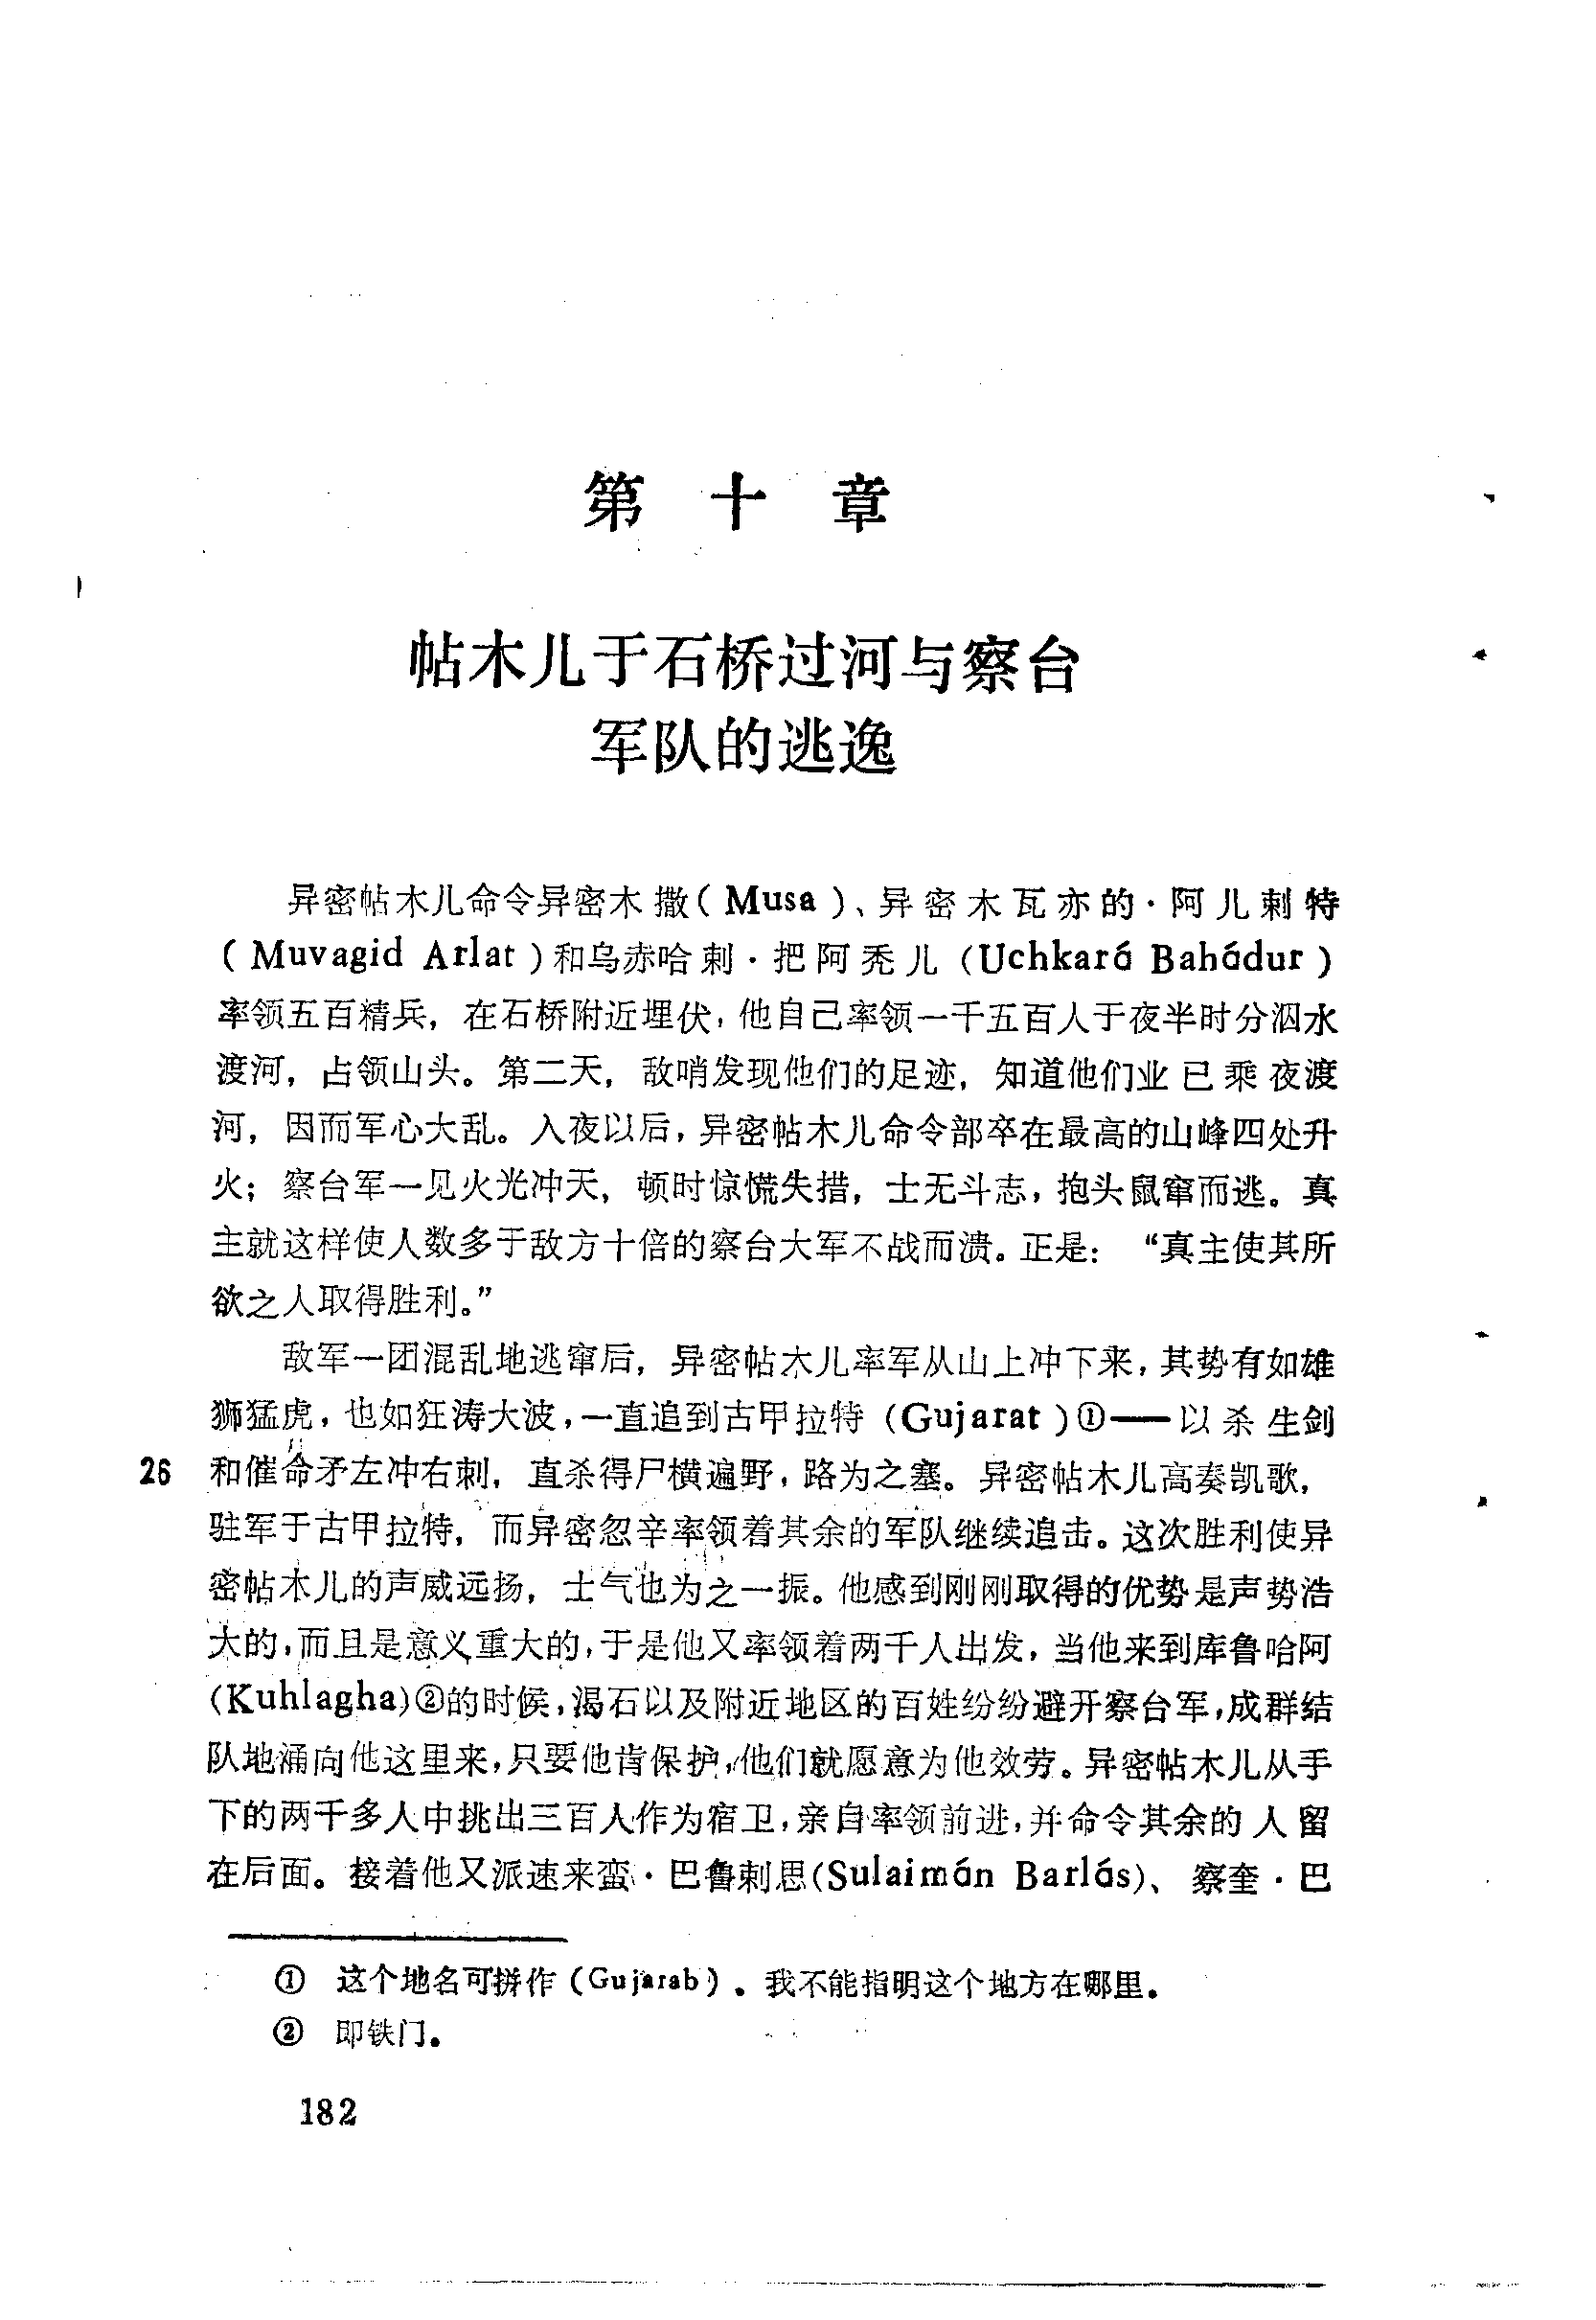 第十章
帖木儿于石桥过河与察台
军队的逃逸
异密帖木儿命令异密木撒(Musa)、异密木瓦亦的·阿儿剌特
(Muvagid Arlat)和乌赤哈剌·把阿秃儿(Uchkará Bahádur)
率领五百精兵，在石桥附近埋伏，他自己率领一千五百人于夜半时分泅水
渡河，占领山头。第二天，敌哨发现他们的足迹，知道他们业已乘夜渡
河，因而军心大乱。入夜以后，异密帖木儿命令部卒在最高的山峰四处升
火；察台军一见火光冲天，顿时惊慌失措，士无斗志，抱头鼠窜而逃。真
主就这样使人数多于敌方十倍的察台大军不战而溃。正是：“真主使其所
欲之人取得胜利。”
敌军一团混乱地逃窜后，异密帖木儿率军从山上冲下来，其势有如雄
狮猛虎，也如狂涛大波，一直追到古甲拉特(Gujarat)①——以杀生剑
26 和催命矛左冲右刺，直杀得尸横遍野，路为之塞。异密帖木儿高奏凯歌，
驻军于古甲拉特，而异密忽辛率领着其余的军队继续追击。这次胜利使异
密帖木儿的声威远扬，士气也为之一振。他感到刚刚取得的优势是声势浩
大的，而且是意义重大的，于是他又率领着两千人出发，当他来到库鲁哈阿
(Kuhlagha)②的时候，渴石以及附近地区的百姓纷纷避开察台军，成群结
队地涌向他这里来，只要他肯保护，他们就愿意为他效劳。异密帖木儿从手
下的两千多人中挑出三百人作为宿卫，亲自率领前进，并命令其余的人留
在后面。接着他又派速来蛮·巴鲁剌思(Sulaimán Barlás)、察奎·巴
① 这个地名可拼作(Gujarab)。我不能指明这个地方在哪里。
② 即铁门。
182